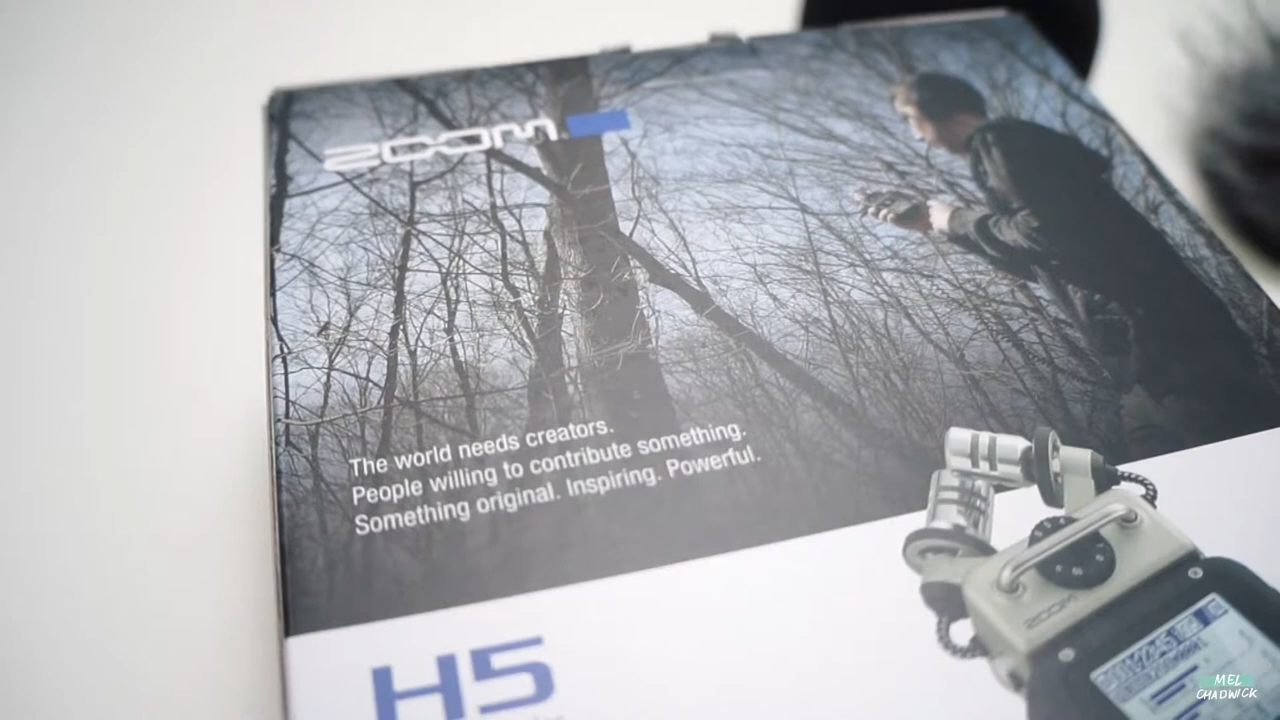 ZOOM
The world needs creators.
People willing to contribute something.
Something original. Inspiring. Powerful.
H5
ZOOM
MEL
CHADWICK